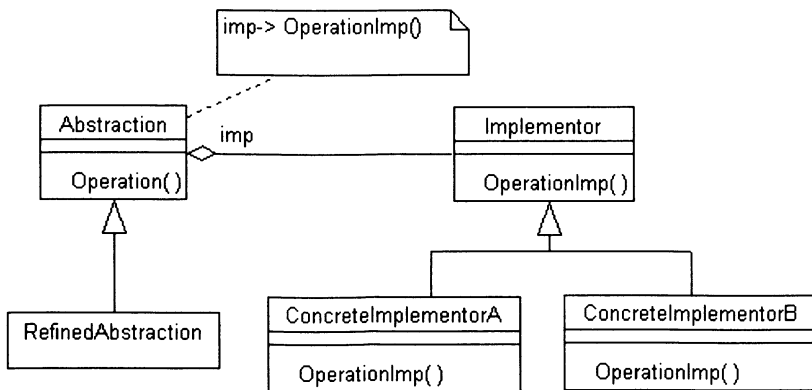 imp-> OperationImp()
Abstraction
imp
Implementor
Operation( )
OperationImp( )
RefinedAbstraction
ConcreteImplementorA
ConcreteImplementorB
OperationImp( )
OperationImp( )